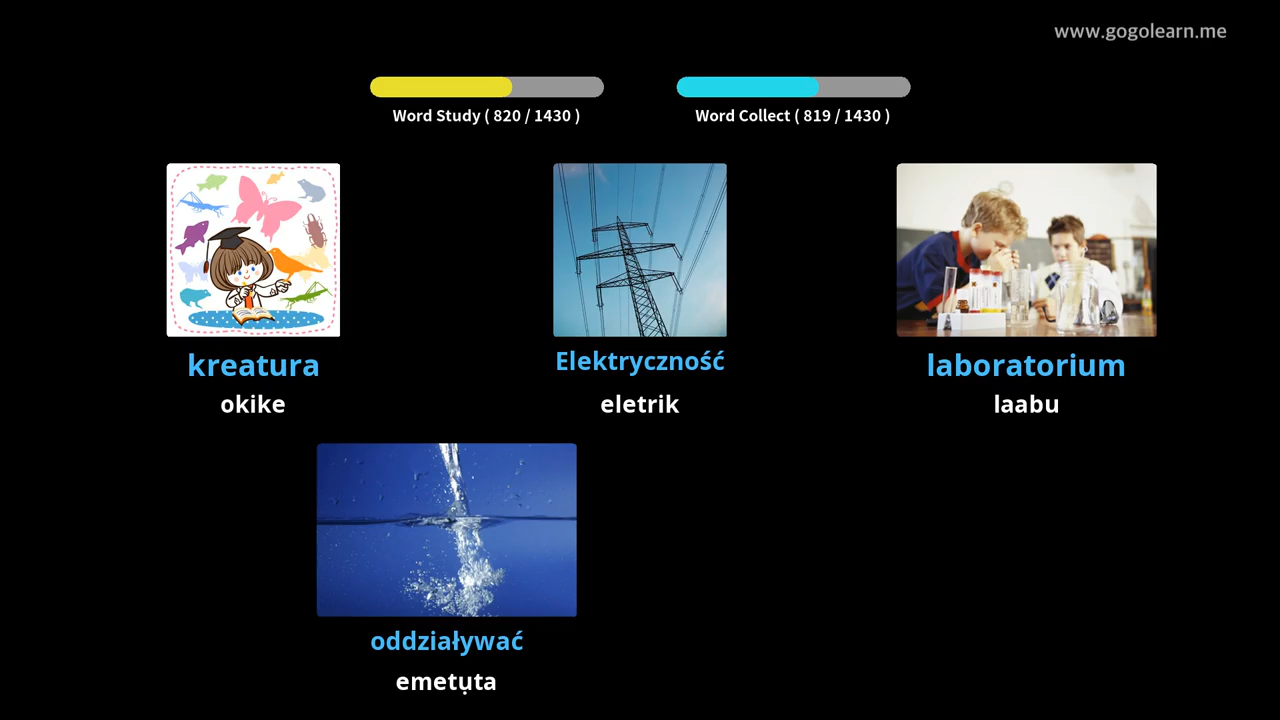 www.gogolearn.me
Word Study ( 820 / 1430 )
Word Collect ( 819 / 1430 )
kreatura
okike
Elektryczność
eletrik
laboratorium
laabu
oddziaływać
emetụta